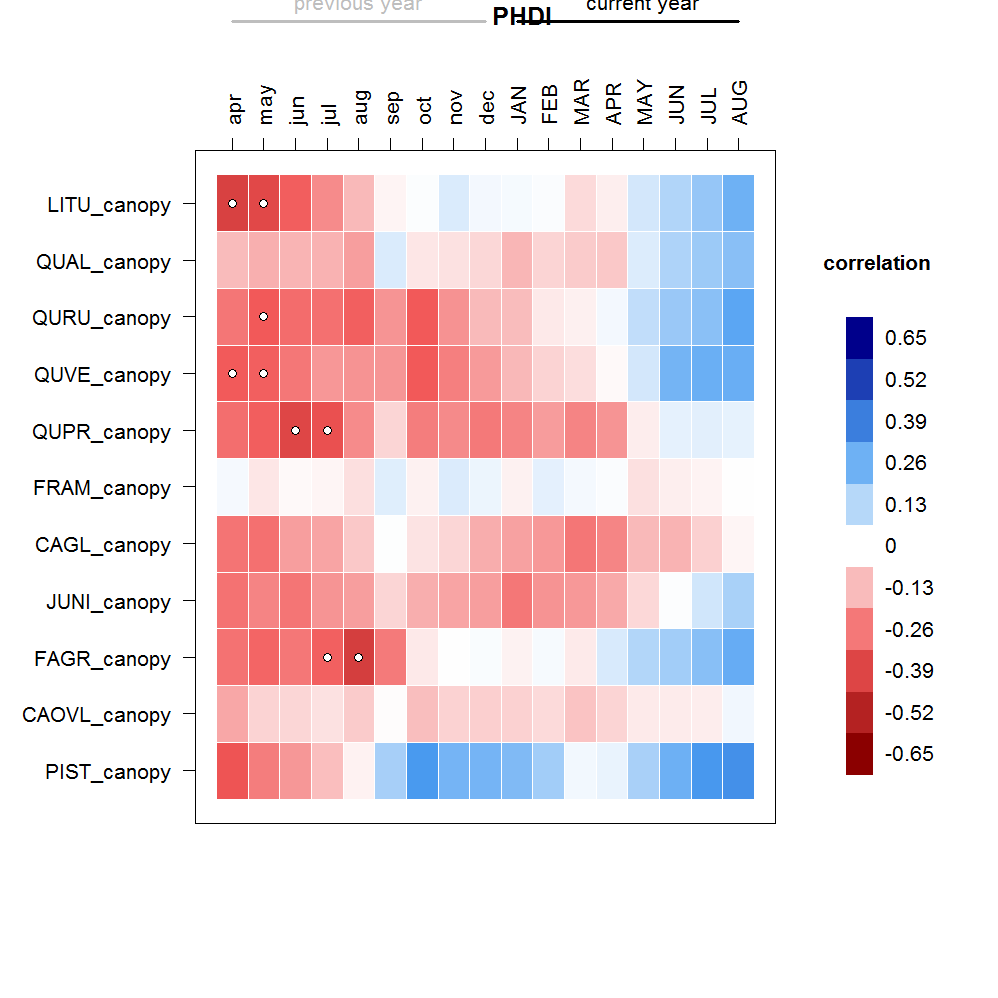 previous year
PHDI
current year
apr
may
jun
jul
aug
sep
oct
nov
dec
JAN
FEB
MAR
APR
MAY
JUN
JUL
AUG
LITU_canopy
QUAL_canopy
QURU_canopy
QUVE_canopy
QUPR_canopy
FRAM_canopy
CAGL_canopy
JUNI_canopy
FAGR_canopy
CAOVL_canopy
PIST_canopy
correlation
0.65
0.52
0.39
0.26
0.13
0
-0.13
-0.26
-0.39
-0.52
-0.65